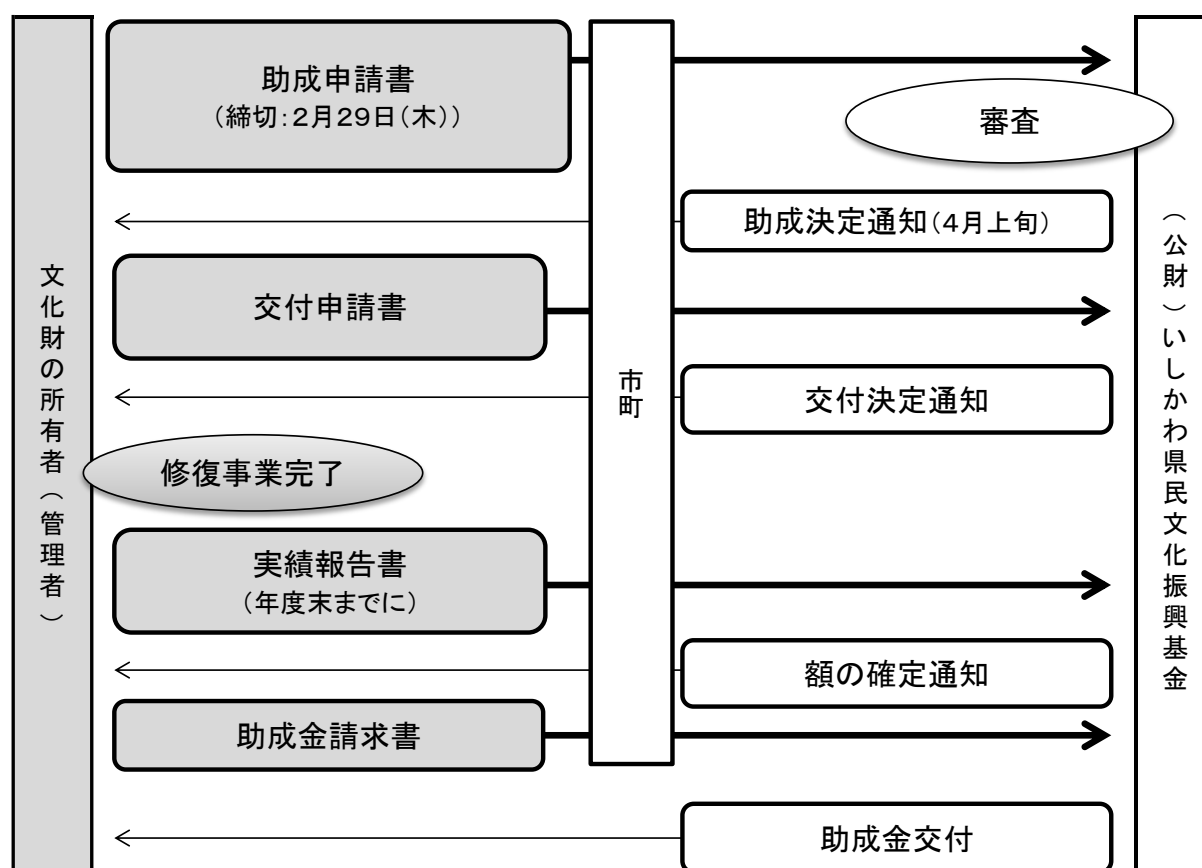 文化財の所有者（管理者）
助成申請書
（締切：２月２９日（木））
審査
助成決定通知（４月上旬）
交付申請書
市町
交付決定通知
修復事業完了
実績報告書
（年度末までに）
額の確定通知
助成金請求書
助成金交付
（公財）いしかわ県民文化振興基金